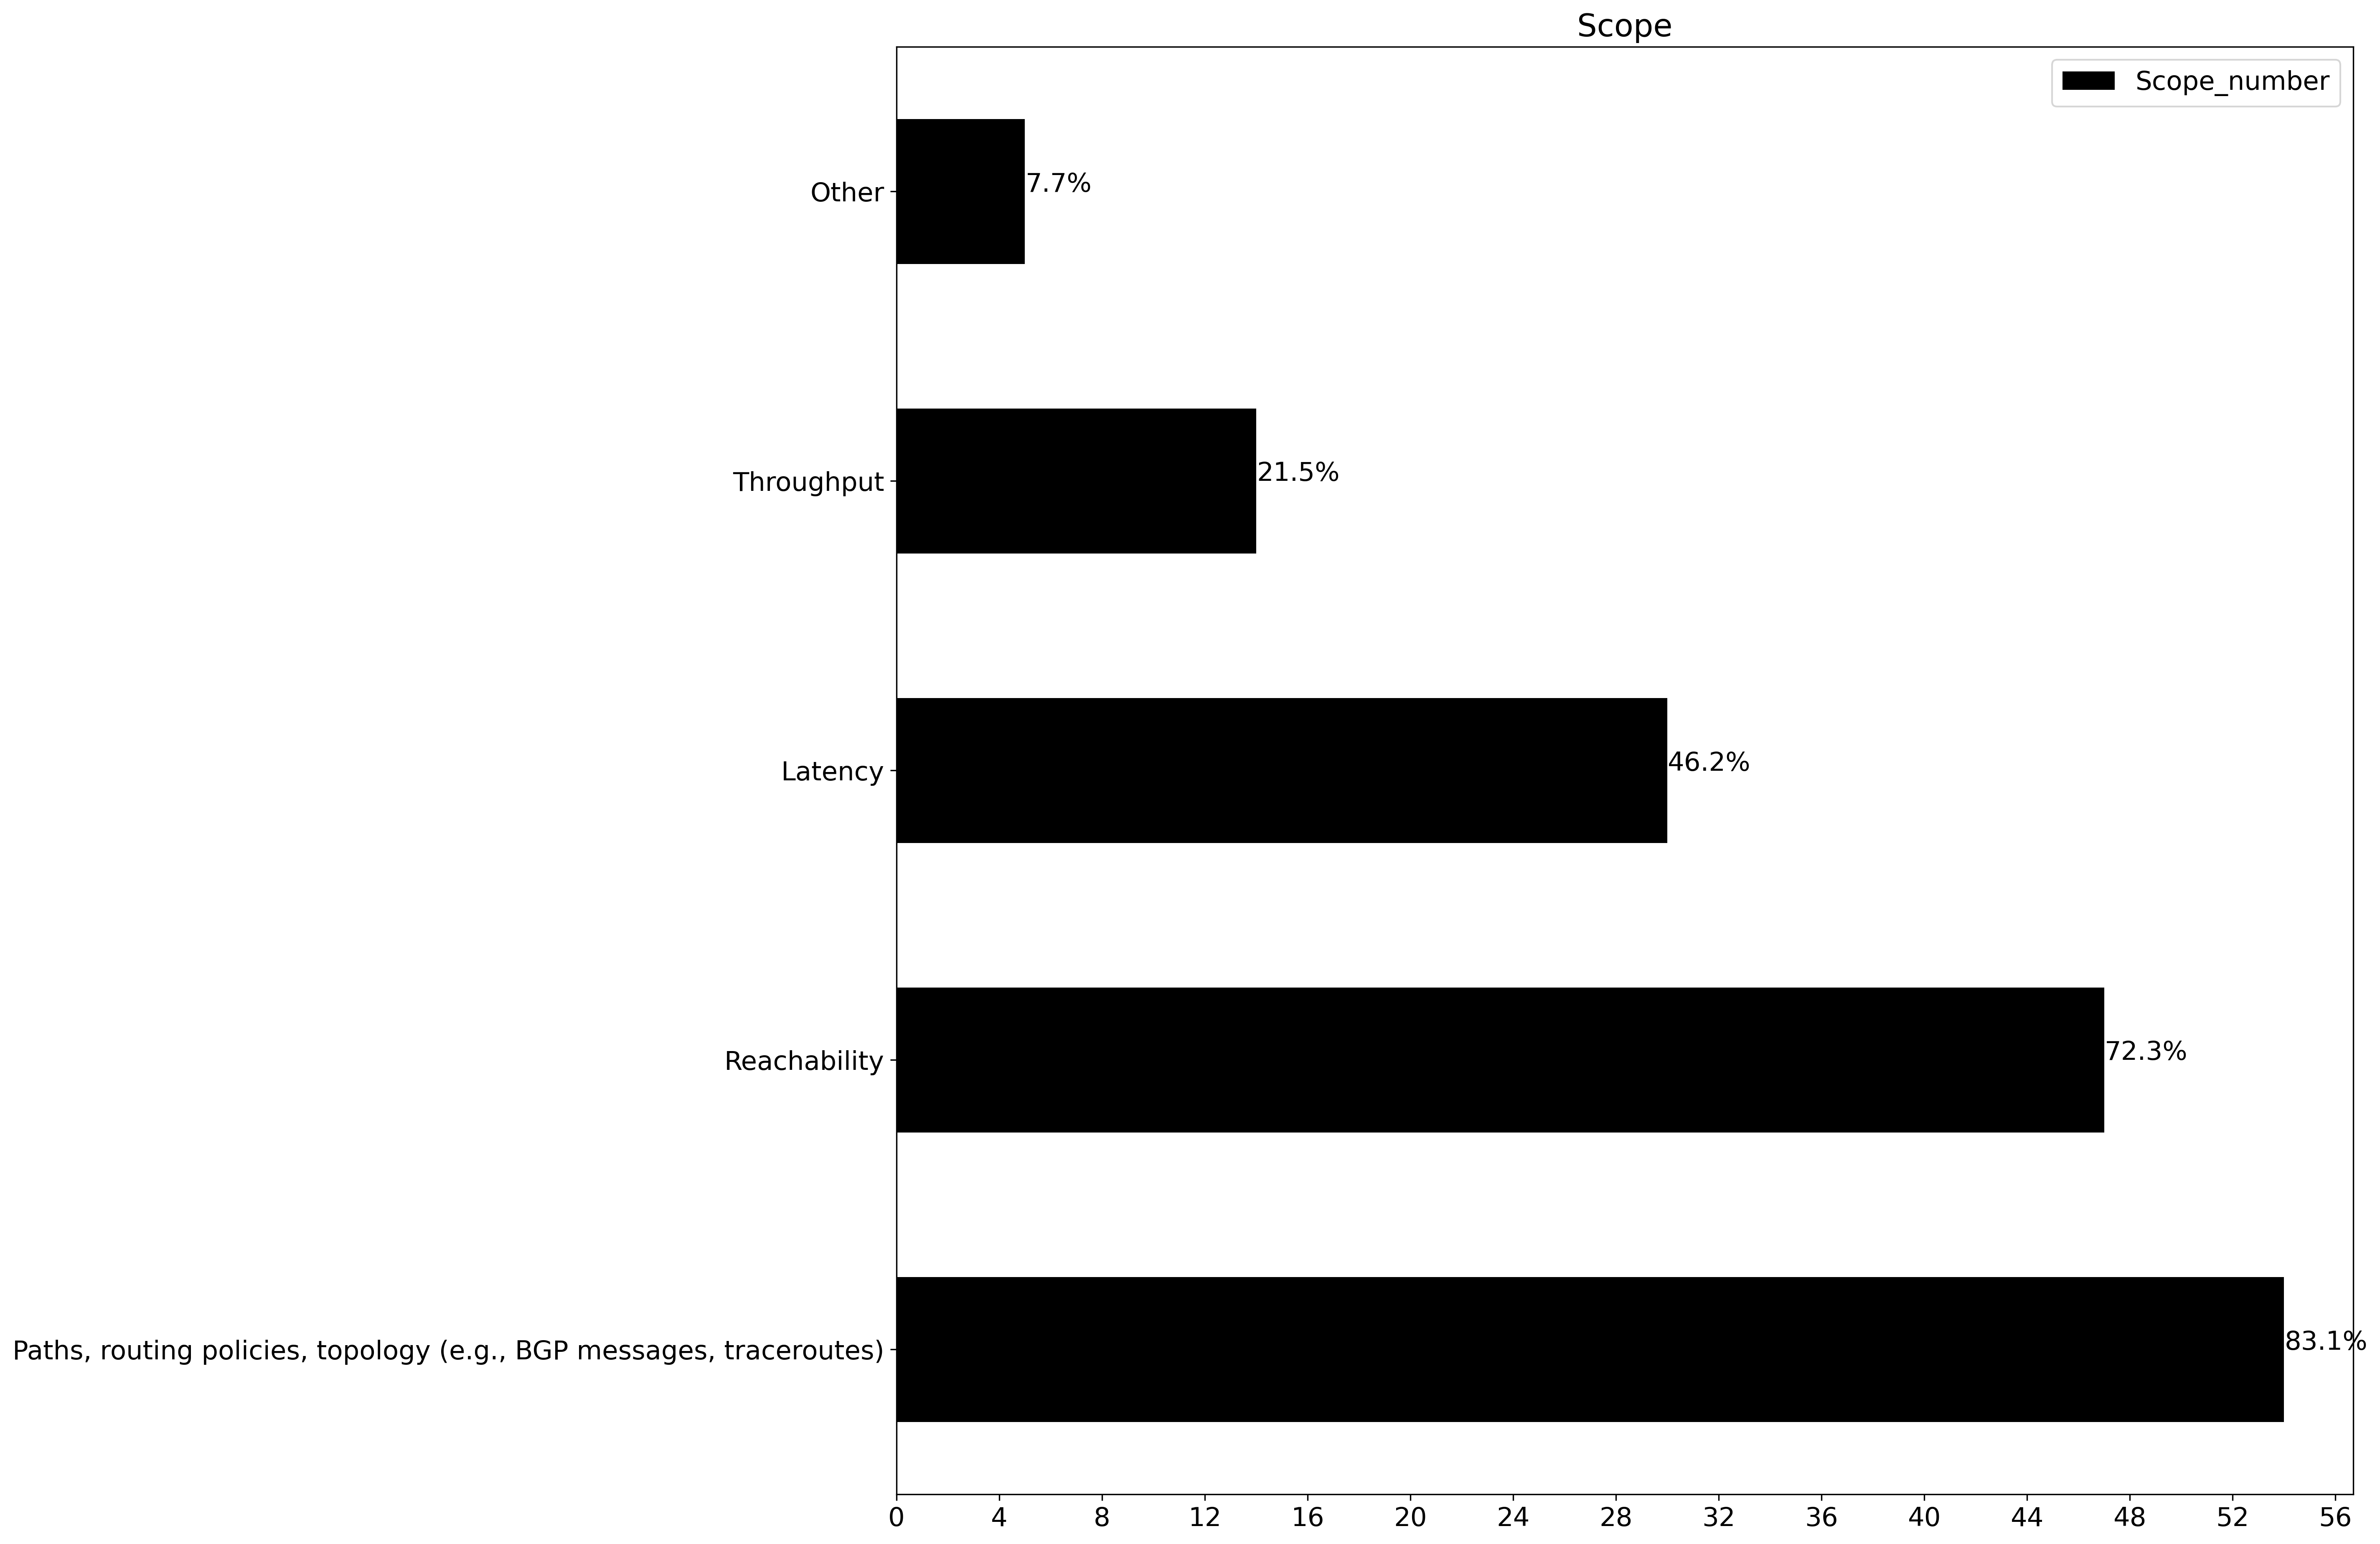 Scope
Scope_number
Other
7.7%
Throughput
21.5%
Latency
46.2%
Reachability
72.3%
Paths, routing policies, topology (e.g., BGP messages, traceroutes)
83.1%
0 4 8 12 16 20 24 28 32 36 40 44 48 52 56